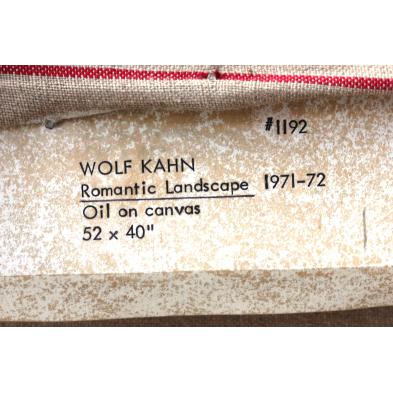 #1192
WOLF KAHN
Romantic Landscape 1971-72
Oil on canvas
52 x 40"